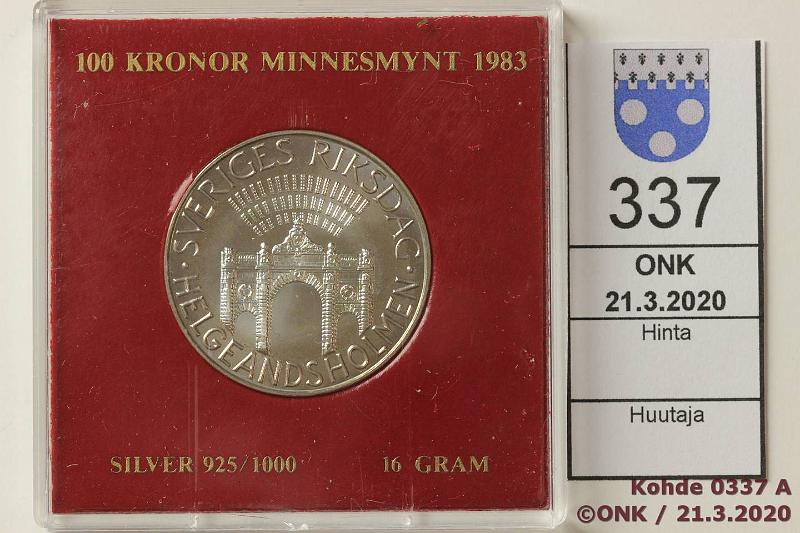 100 KRONOR MINNESMYNT 1983
· SVERIGES RIKSDAG ·
HELGEANDSHOLMEN
SILVER 925/1000 16 GRAM
337
ONK
21.3.2020
Hinta
Huutaja
Kohde 0337 A
©ONK / 21.3.2020